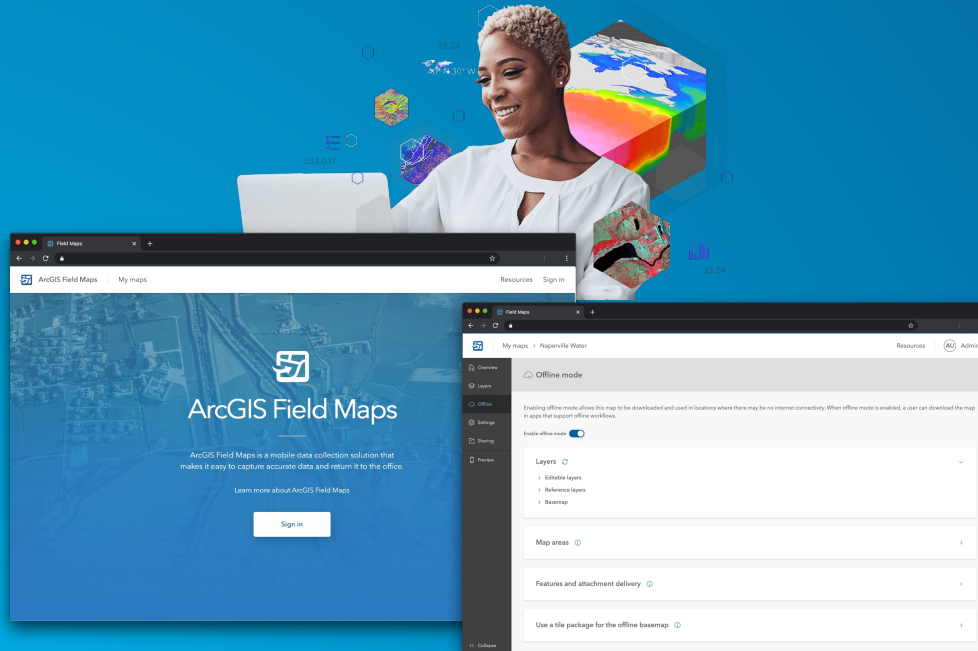 35.24
40° N 30° W
Δ33.037
35.24
Field Maps
ArcGIS Field Maps
My maps
Resources
Sign in
ArcGIS Field Maps
ArcGIS Field Maps is a mobile data collection solution that
makes it easy to capture accurate data and return it to the office.
Learn more about ArcGIS Field Maps
Sign in
Field Maps
My maps > Naperville Water
Resources
AU
Admin
Overview
Layers
Offline
Settings
Sharing
Preview
Collapse
Offline mode
Enabling offline mode allows this map to be downloaded and used in locations where there may be no internet connectivity. When offline mode is enabled, a user can download the map
in apps that support offline workflows.
Enable offline mode
Layers
Editable layers
Reference layers
Basemap
Map areas
Features and attachment delivery
Use a tile package for the offline basemap